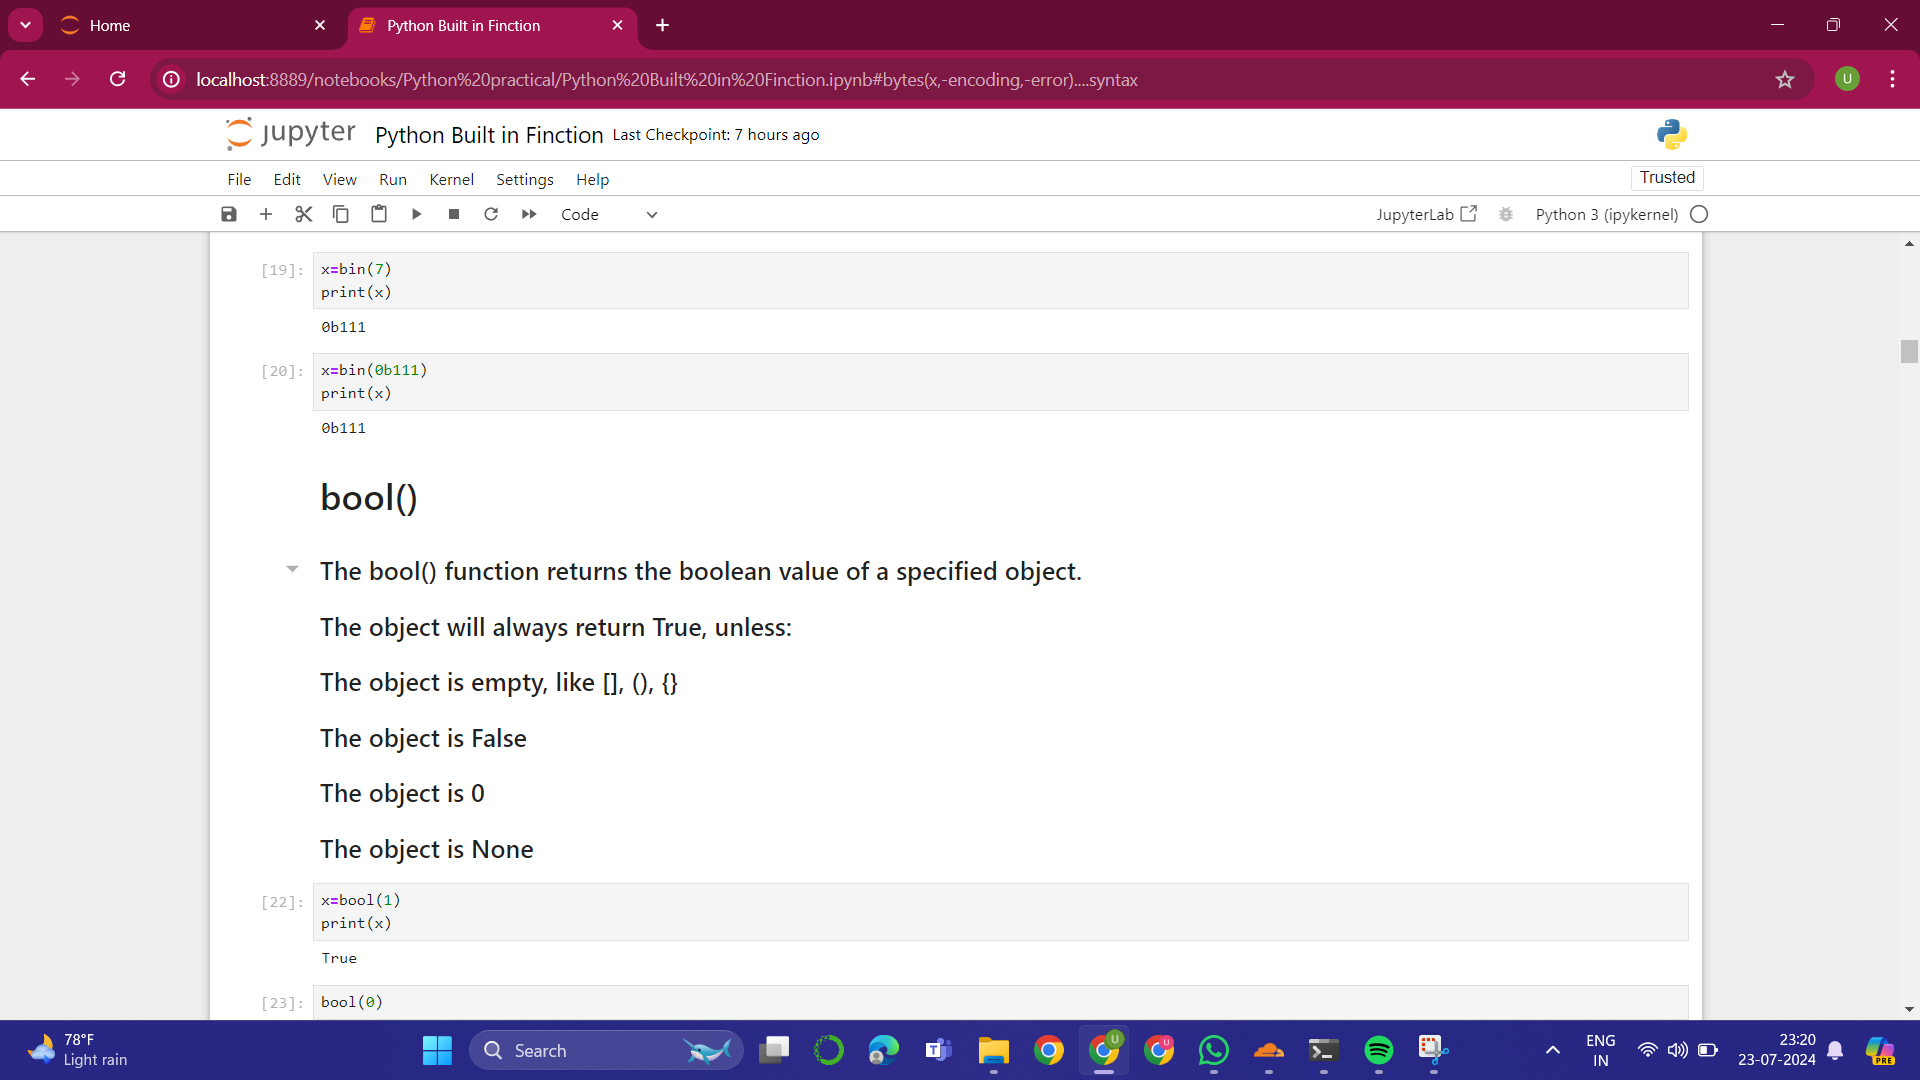 Home
Python Built in Finction
localhost:8889/notebooks/Python%20practical/Python%20Built%20in%20Finction.ipynb#bytes(x,-encoding,-error)....syntax
U
jupyter Python Built in Finction Last Checkpoint: 7 hours ago
File Edit View Run Kernel Settings Help
Trusted
Code
JupyterLab
Python 3 (ipykernel)
[19]: x=bin(7)
print(x)
0b111
[20]: x=bin(0b111)
print(x)
0b111
bool()
The bool() function returns the boolean value of a specified object.
The object will always return True, unless:
The object is empty, like [], (), {}
The object is False
The object is 0
The object is None
[22]: x=bool(1)
print(x)
True
[23]: bool(0)
78°F
Light rain
Search
U
U
ENG
IN
23:20
23-07-2024
PRE